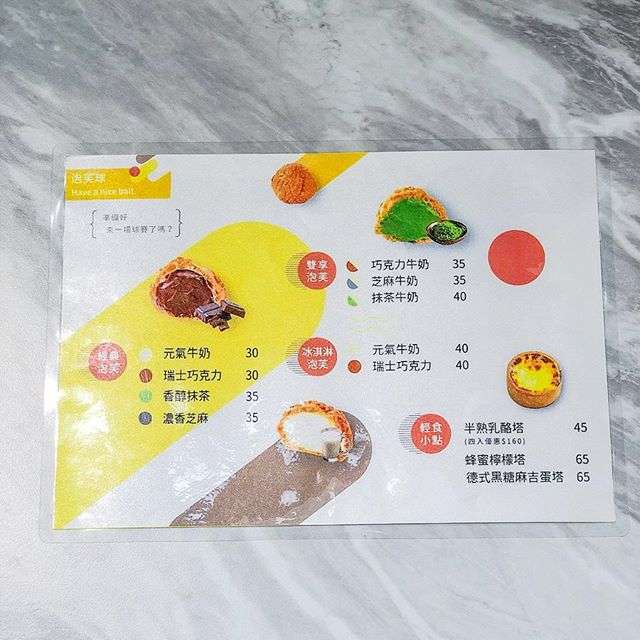 泡芙球
Have a nice ball.
準備好
來一場球賽了嗎？
雙享
泡芙
巧克力牛奶 35
芝麻牛奶 35
抹茶牛奶 40
經典
泡芙
元氣牛奶 30
瑞士巧克力 30
香醇抹茶 35
濃香芝麻 35
冰淇淋
泡芙
元氣牛奶 40
瑞士巧克力 40
輕食
小點
半熟乳酪塔 45
(四入優惠$160)
蜂蜜檸檬塔 65
德式黑糖麻吉蛋塔 65